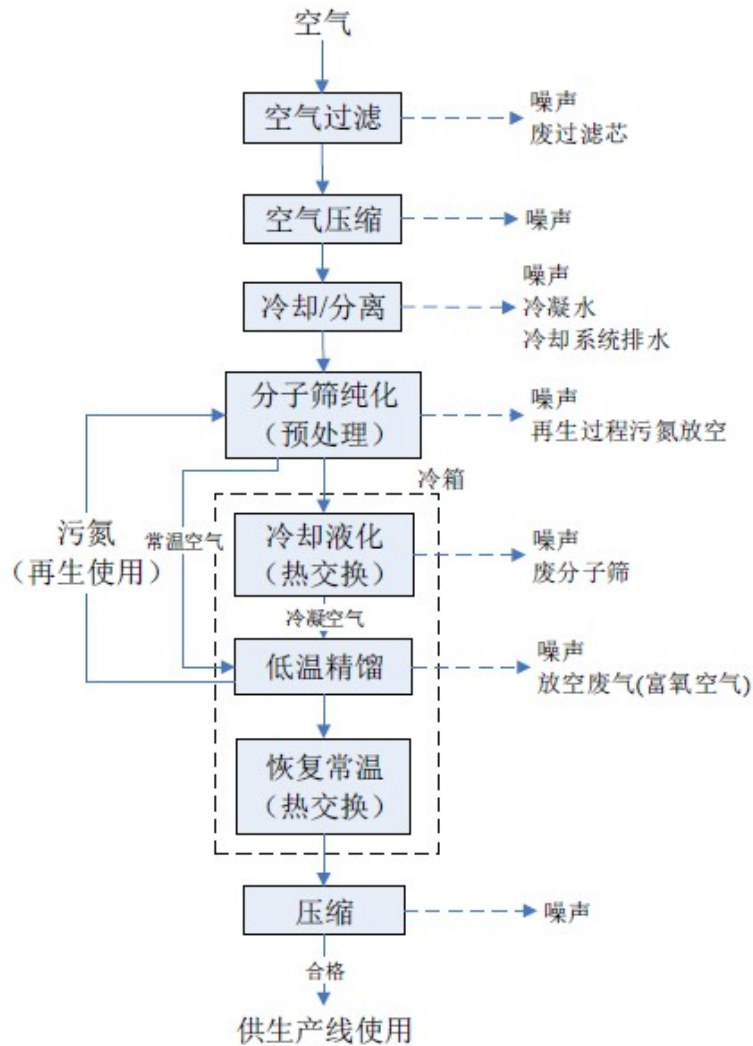 空气
空气过滤
噪声
废过滤芯
空气压缩
噪声
冷却/分离
噪声
冷凝水
冷却系统排水
分子筛纯化
（预处理）
噪声
再生过程污氮放空
冷箱
污氮
（再生使用）
常温空气
冷却液化
（热交换）
噪声
废分子筛
冷凝空气
低温精馏
噪声
放空废气(富氧空气)
恢复常温
（热交换）
压缩
噪声
合格
供生产线使用